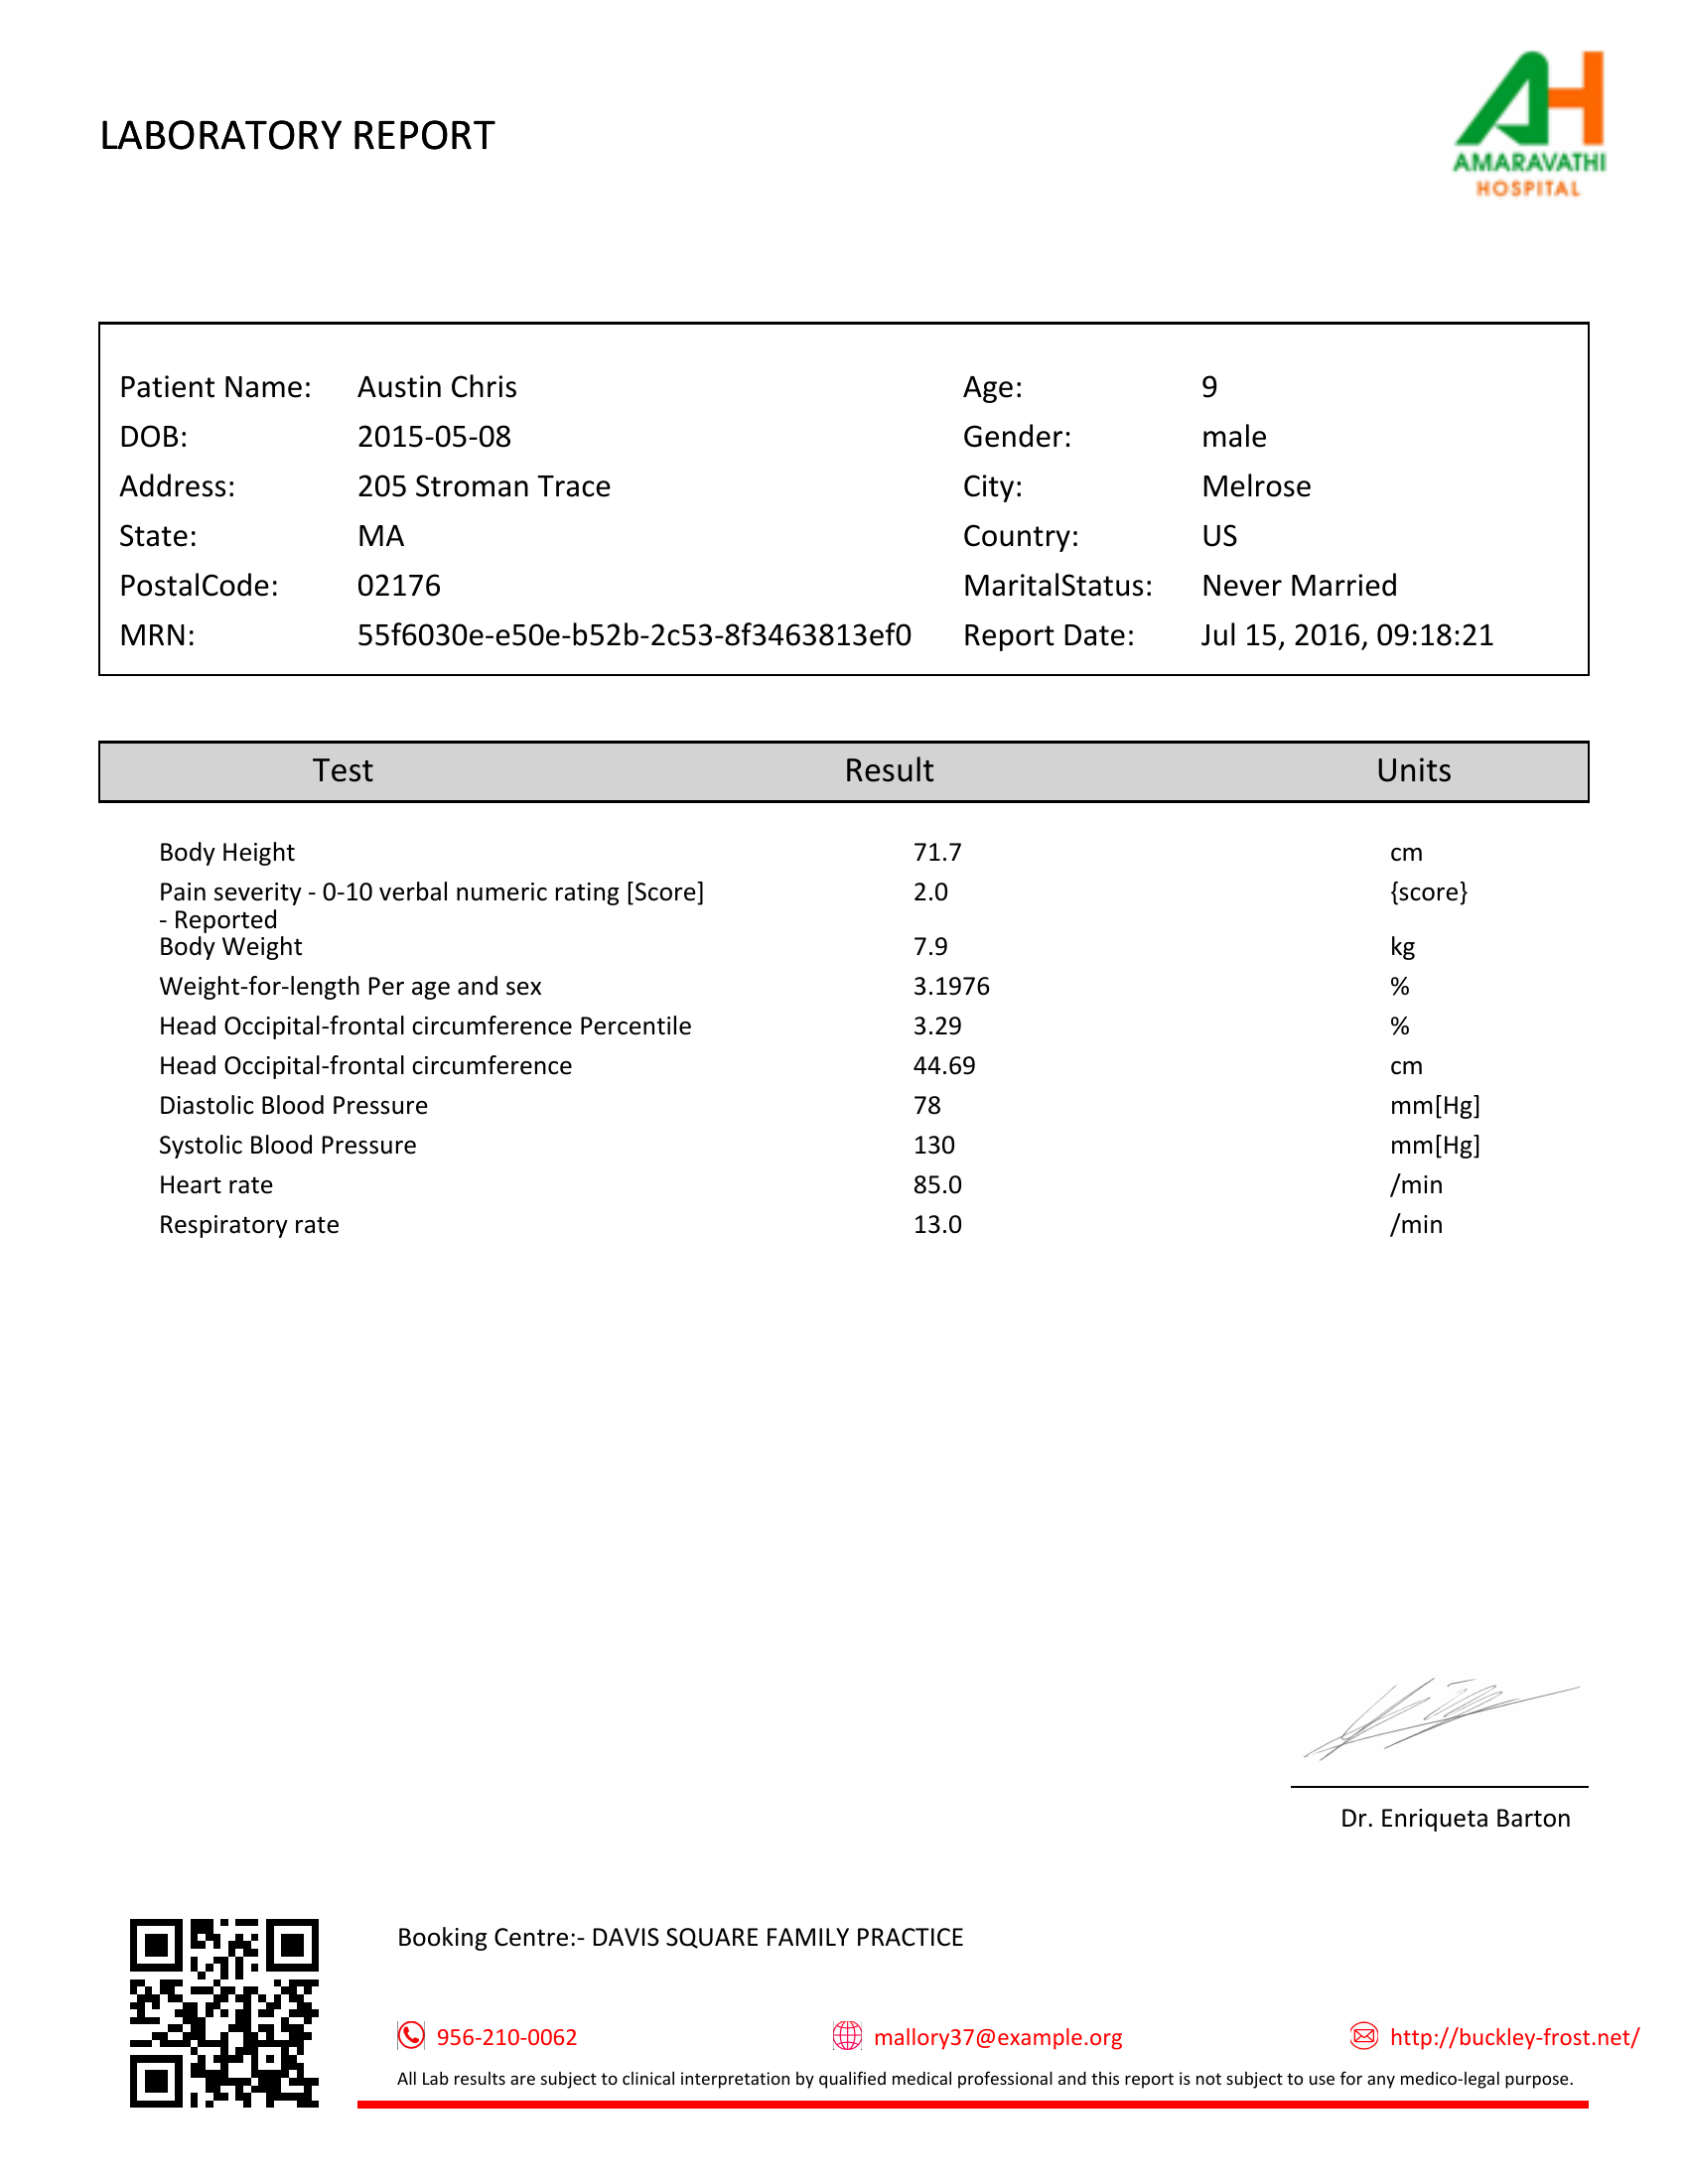 LABORATORY REPORT
AMARAVATHI
HOSPITAL
Patient Name: Austin Chris Age: 9
DOB: 2015-05-08 Gender: male
Address: 205 Stroman Trace City: Melrose
State: MA Country: US
PostalCode: 02176 MaritalStatus: Never Married
MRN: 55f6030e-e50e-b52b-2c53-8f3463813ef0 Report Date: Jul 15, 2016, 09:18:21
Test Result Units
Body Height 71.7 cm
Pain severity - 0-10 verbal numeric rating [Score] 2.0 {score}
- Reported
Body Weight 7.9 kg
Weight-for-length Per age and sex 3.1976 %
Head Occipital-frontal circumference Percentile 3.29 %
Head Occipital-frontal circumference 44.69 cm
Diastolic Blood Pressure 78 mm[Hg]
Systolic Blood Pressure 130 mm[Hg]
Heart rate 85.0 /min
Respiratory rate 13.0 /min
Dr. Enriqueta Barton
Booking Centre:- DAVIS SQUARE FAMILY PRACTICE
956-210-0062 mallory37@example.org http://buckley-frost.net/
All Lab results are subject to clinical interpretation by qualified medical professional and this report is not subject to use for any medico-legal purpose.